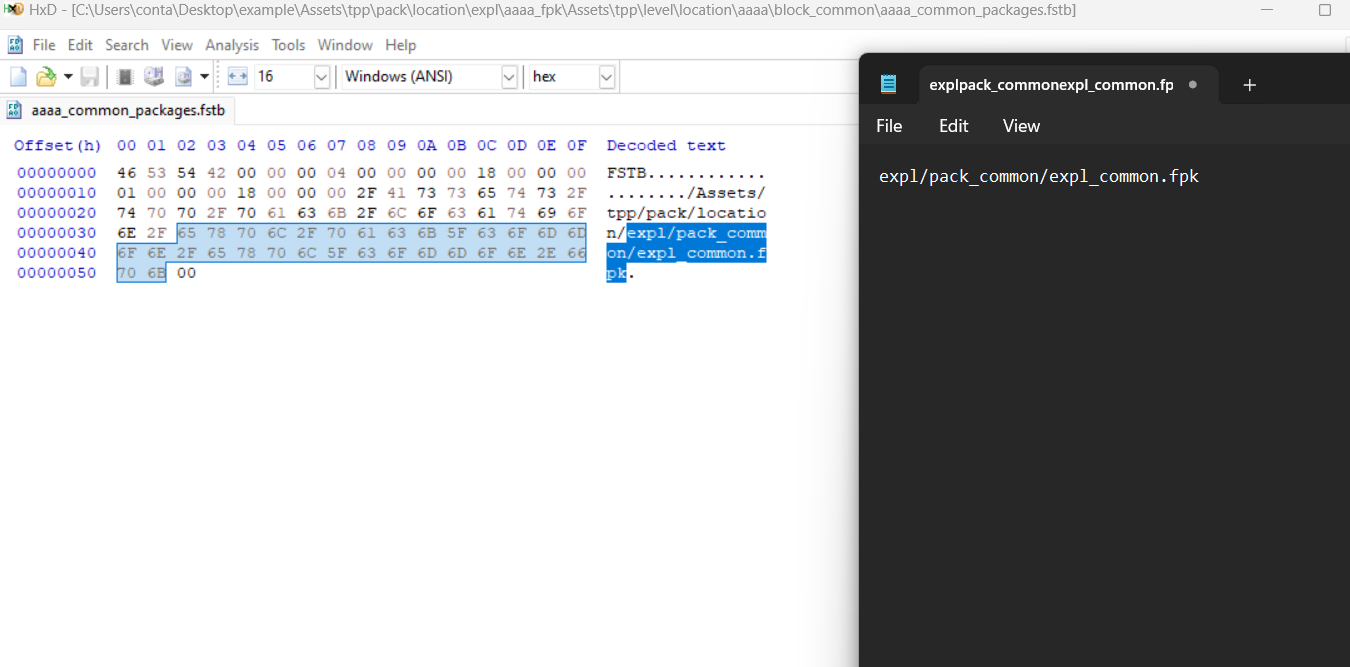 HxD - [C:\Users\conta\Desktop\example\Assets\tpp\pack\location\expl\aaaa_fpk\Assets\tpp\level\location\aaaa\block_common\aaaa_common_packages.fstb]
File Edit Search View Analysis Tools Window Help
16 Windows (ANSI) hex
aaaa_common_packages.fstb
Offset(h) 00 01 02 03 04 05 06 07 08 09 0A 0B 0C 0D 0E 0F Decoded text
00000000 46 53 54 42 00 00 00 04 00 00 00 00 18 00 00 00 FSTB............
00000010 01 00 00 00 18 00 00 00 2F 41 73 73 65 74 73 2F ......../Assets/
00000020 74 70 70 2F 70 61 63 6B 2F 6C 6F 63 61 74 69 6F tpp/pack/locatio
00000030 6E 2F 65 78 70 6C 2F 70 61 63 6B 5F 63 6F 6D 6D n/expl/pack_comm
00000040 6F 6E 2F 65 78 70 6C 5F 63 6F 6D 6D 6F 6E 2E 66 on/expl_common.f
00000050 70 6B 00 pk.
explpack_commonexpl_common.fp
File Edit View
expl/pack_common/expl_common.fpk